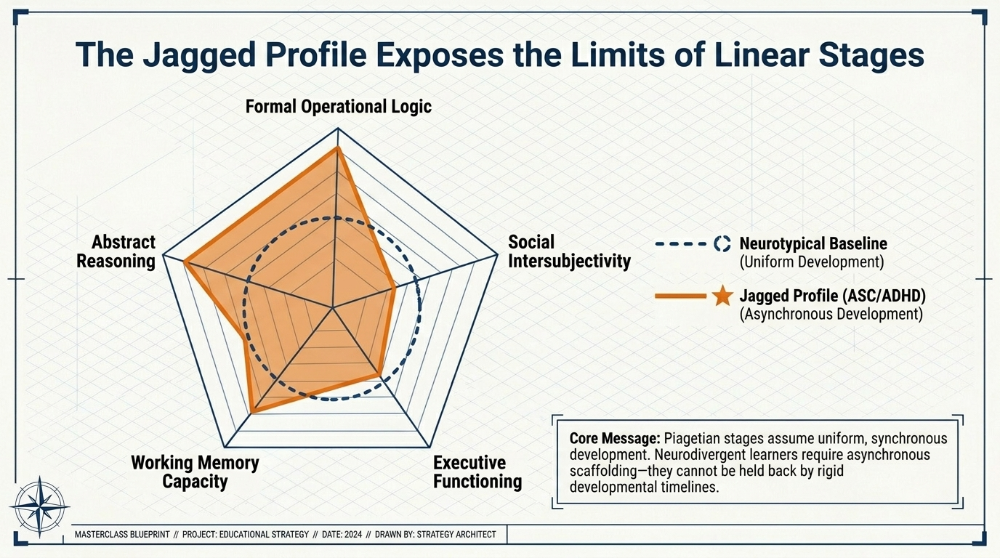 The Jagged Profile Exposes the Limits of Linear Stages
Formal Operational Logic
Abstract
Reasoning
Social
Intersubjectivity
Working Memory
Capacity
Executive
Functioning
Neurotypical Baseline
(Uniform Development)
Jagged Profile (ASC/ADHD)
(Asynchronous Development)
Core Message: Piagetian stages assume uniform, synchronous
development. Neurodivergent learners require asynchronous
scaffolding—they cannot be held back by rigid
developmental timelines.
MASTERCLASS BLUEPRINT // PROJECT: EDUCATIONAL STRATEGY // DATE: 2024 // DRAWN BY: STRATEGY ARCHITECT